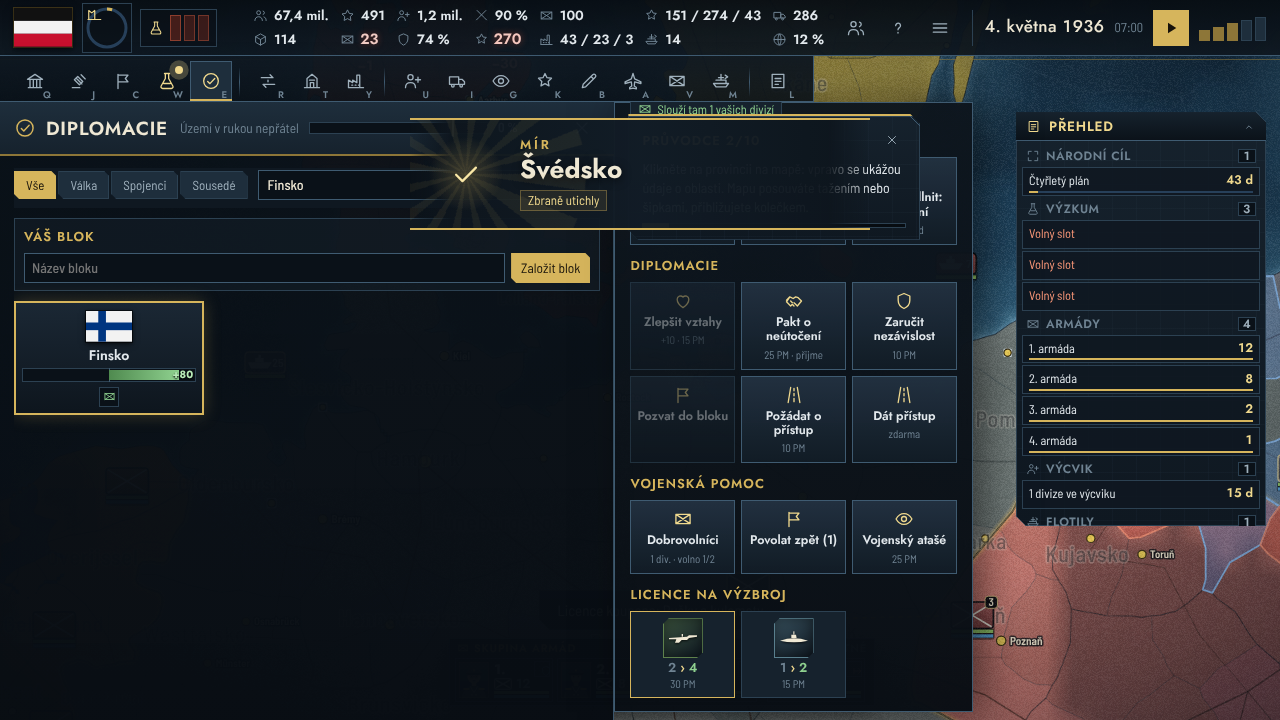 67,4 mil. 491 1,2 mil. 90 % 100 151 / 274 / 43 286
114 23 74 % 270 43 / 23 / 3 14 12 %
? 4. května 1936 07:00
Q J C W E R T Y U I G K B A V M L
DIPLOMACIE Území v rukou nepřátel
Slouží tam 1 vašich divizí
PRŮVODCE 2/10
MÍR
Švédsko
Zbraně utichly
vo se ukážou
žením nebo
Vše Válka Spojenci Sousedé Finsko
VÁŠ BLOK
Název bloku Založit blok
Finsko
+80
DIPLOMACIE
Zlepšit vztahy
+10 · 15 PM
Pakt o neútočení
25 PM · přijme
Zaručit nezávislost
10 PM
Pozvat do bloku
Požádat o přístup
10 PM
Dát přístup
zdarma
VOJENSKÁ POMOC
Dobrovolníci
1 div. · volno 1/2
Povolat zpět (1)
Vojenský atašé
25 PM
LICENCE NA VÝZBROJ
2 › 4
30 PM
1 › 2
15 PM
PŘEHLED
NÁRODNÍ CÍL 1
Čtyřletý plán 43 d
VÝZKUM 3
Volný slot
Volný slot
Volný slot
ARMÁDY 4
1. armáda 12
2. armáda 8
3. armáda 2
4. armáda 1
VÝCVIK 1
1 divize ve výcviku 15 d
FLOTILY 1
Pom
Kujavsko
Toruń
3
Poznaň